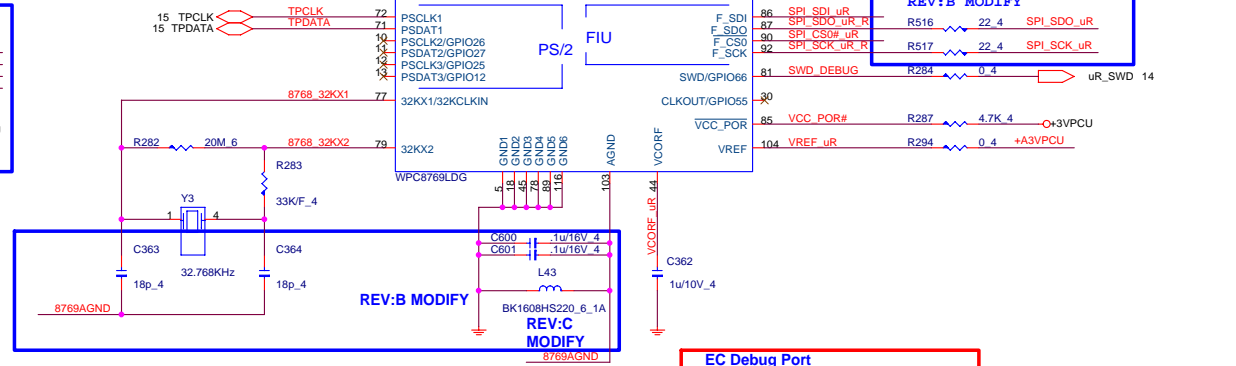 REV:B MODIFY
15 TPCLK TPCLK 72 PSCLK1
15 TPDATA TPDATA 71 PSDAT1
10 PSCLK2/GPIO26
11 PSDAT2/GPIO27
12 PSCLK3/GPIO25
13 PSDAT3/GPIO12
PS/2
FIU
F_SDI 86 SPI_SDI_uR
F_SDO 87 SPI_SDO_uR_R R516 22_4 SPI_SDO_uR
F_CS0 90 SPI_CS0#_uR
F_SCK 92 SPI_SCK_uR_R R517 22_4 SPI_SCK_uR
SWD/GPIO66 81 SWD_DEBUG R284 0_4 uR_SWD 14
8768_32KX1 77 32KX1/32KCLKIN
CLKOUT/GPIO55 30
VCC_POR 85 VCC_POR# R287 4.7K_4 +3VPCU
R282 20M_6 8768_32KX2 79 32KX2
VREF 104 VREF_uR R294 0_4 +A3VPCU
GND1 GND2 GND3 GND4 GND5 GND6 AGND VCORF
WPC8769LDG
5 18 45 78 89 116 103 44
R283
33K/F_4
Y3
1 4
32.768KHz
VCORF_uR
C363
18p_4
C364
18p_4
C600 .1u/16V_4
C601 .1u/16V_4
L43
BK1608HS220_6_1A
C362
1u/10V_4
8769AGND
REV:B MODIFY
REV:C
MODIFY
8769AGND
EC Debug Port